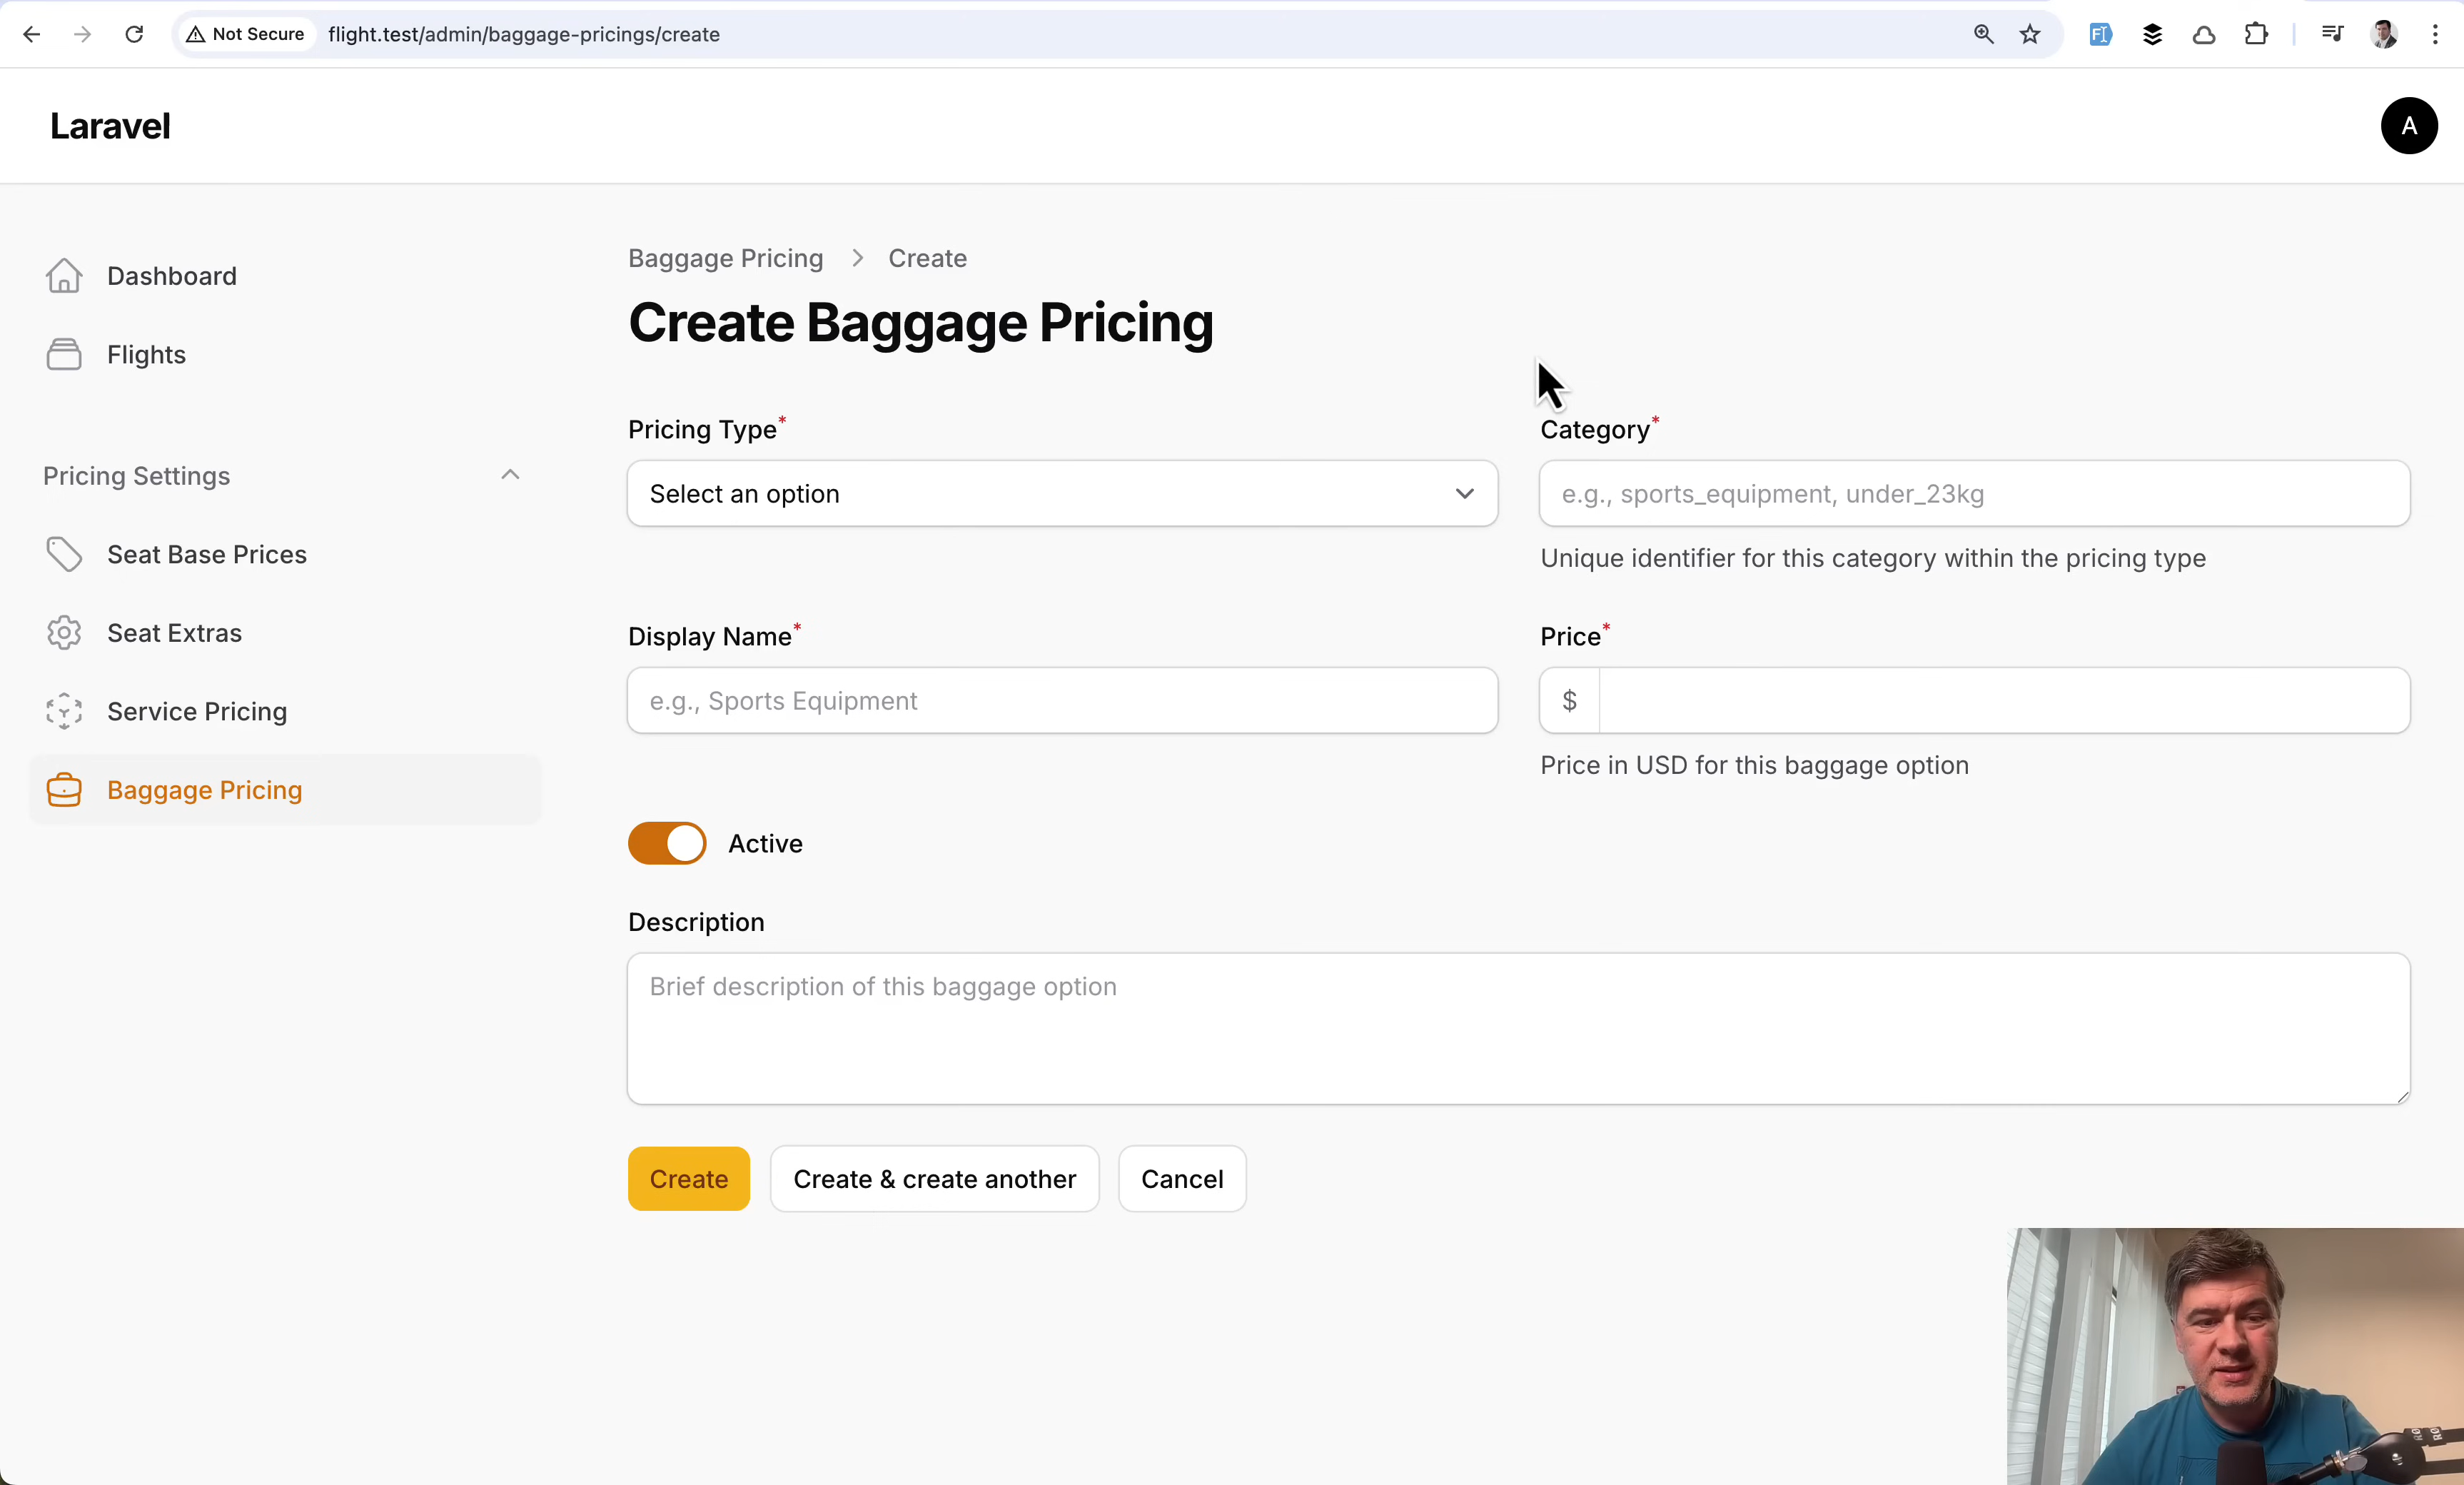 Not Secure
flight.test/admin/baggage-pricings/create
Laravel
A
Dashboard
Flights
Pricing Settings
Seat Base Prices
Seat Extras
Service Pricing
Baggage Pricing
Baggage Pricing > Create
Create Baggage Pricing
Pricing Type*
Select an option
Category*
e.g., sports_equipment, under_23kg
Unique identifier for this category within the pricing type
Display Name*
e.g., Sports Equipment
Price*
$
Price in USD for this baggage option
Active
Description
Brief description of this baggage option
Create
Create & create another
Cancel